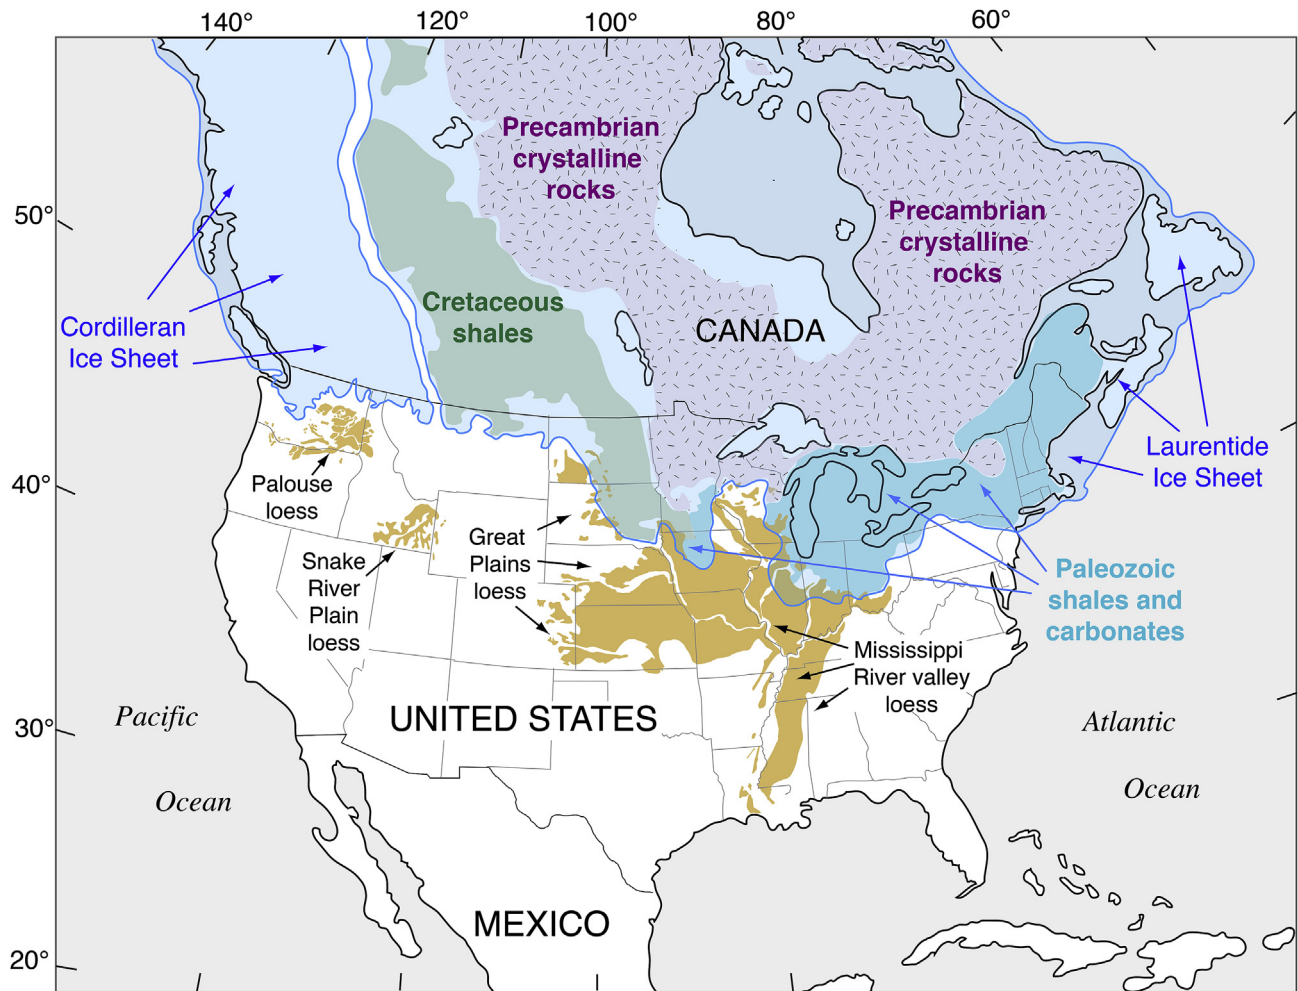 140°
120°
100°
80°
60°
50°
40°
30°
20°
Precambrian
crystalline
rocks
Precambrian
crystalline
rocks
Cretaceous
shales
CANADA
Cordilleran
Ice Sheet
Laurentide
Ice Sheet
Palouse
loess
Snake
River
Plain
loess
Great
Plains
loess
Paleozoic
shales and
carbonates
Mississippi
River valley
loess
UNITED STATES
Pacific
Ocean
Atlantic
Ocean
MEXICO